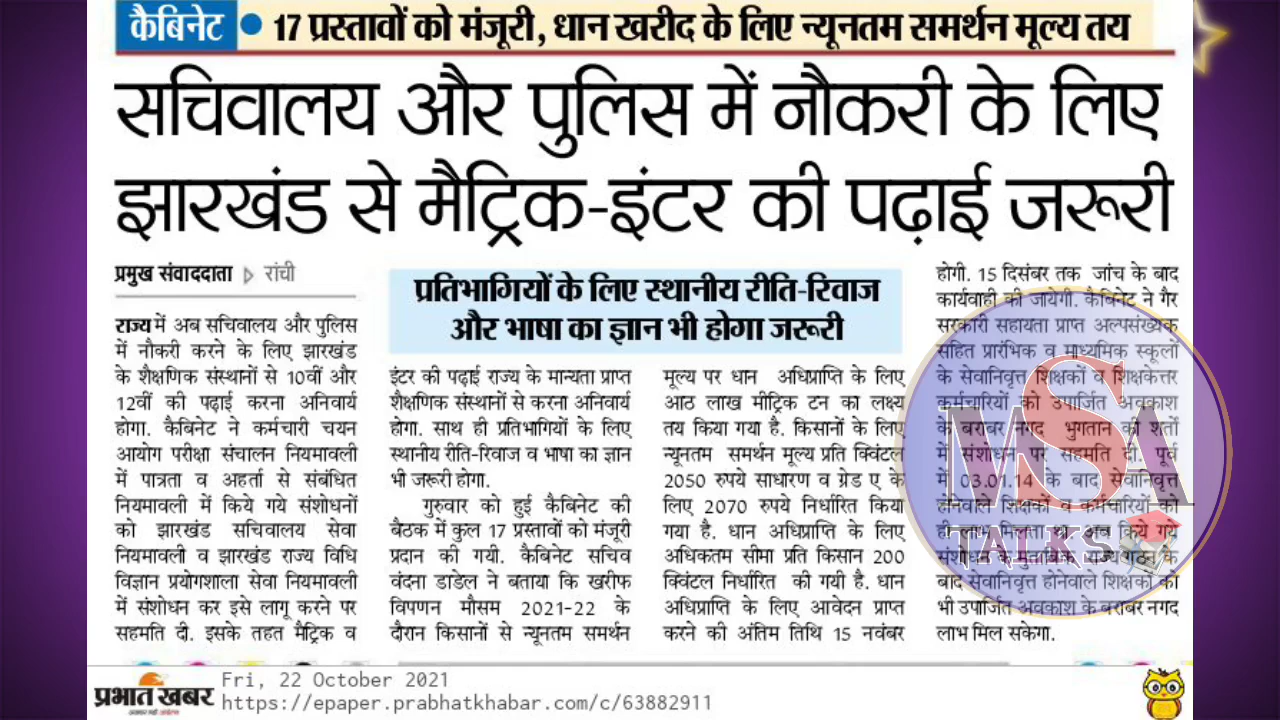 कैबिनेट ● 17 प्रस्तावों को मंजूरी, धान खरीद के लिए न्यूनतम समर्थन मूल्य तय
सचिवालय और पुलिस में नौकरी के लिए
झारखंड से मैट्रिक-इंटर की पढ़ाई जरूरी
प्रमुख संवाददाता ▷ रांची
राज्य में अब सचिवालय और पुलिस
में नौकरी करने के लिए झारखंड
के शैक्षणिक संस्थानों से 10वीं और
12वीं की पढ़ाई करना अनिवार्य
होगा. कैबिनेट ने कर्मचारी चयन
आयोग परीक्षा संचालन नियमावली
में पात्रता व अहर्ता से संबंधित
नियमावली में किये गये संशोधनों
को झारखंड सचिवालय सेवा
नियमावली व झारखंड राज्य विधि
विज्ञान प्रयोगशाला सेवा नियमावली
में संशोधन कर इसे लागू करने पर
सहमति दी. इसके तहत मैट्रिक व
प्रतिभागियों के लिए स्थानीय रीति-रिवाज
और भाषा का ज्ञान भी होगा जरूरी
इंटर की पढ़ाई राज्य के मान्यता प्राप्त
शैक्षणिक संस्थानों से करना अनिवार्य
होगा. साथ ही प्रतिभागियों के लिए
स्थानीय रीति-रिवाज व भाषा का ज्ञान
भी जरूरी होगा.
गुरुवार को हुई कैबिनेट की
बैठक में कुल 17 प्रस्तावों को मंजूरी
प्रदान की गयी. कैबिनेट सचिव
वंदना डाडेल ने बताया कि खरीफ
विपणन मौसम 2021-22 के
दौरान किसानों से न्यूनतम समर्थन
मूल्य पर धान अधिप्राप्ति के लिए
आठ लाख मीट्रिक टन का लक्ष्य
तय किया गया है. किसानों के लिए
न्यूनतम समर्थन मूल्य प्रति क्विंटल
2050 रुपये साधारण व ग्रेड ए के
लिए 2070 रुपये निर्धारित किया
गया है. धान अधिप्राप्ति के लिए
अधिकतम सीमा प्रति किसान 200
क्विंटल निर्धारित की गयी है. धान
अधिप्राप्ति के लिए आवेदन प्राप्त
करने की अंतिम तिथि 15 नवंबर
होगी. 15 दिसंबर तक जांच के बाद
कार्यवाही की जायेगी. कैबिनेट ने गैर
सरकारी सहायता प्राप्त अल्पसंख्यक
सहित प्रारंभिक व माध्यमिक स्कूलों
के सेवानिवृत्त शिक्षकों व शिक्षकेत्तर
कर्मचारियों को उपार्जित अवकाश
के बराबर नगद भुगतान की शर्तों
में संशोधन पर सहमति दी. पूर्व
में 03.01.14 के बाद सेवानिवृत्त
होनेवाले शिक्षकों व कर्मचारियों को
ही लाभ मिलता था. अब किये गये
संशोधन के मुताबिक राज्य गठन के
बाद सेवानिवृत्त होनेवाले शिक्षकों को
भी उपार्जित अवकाश के बराबर नगद
लाभ मिल सकेगा.
MSA
TALKS
प्रभात खबर
Fri, 22 October 2021
https://epaper.prabhatkhabar.com/c/63882911